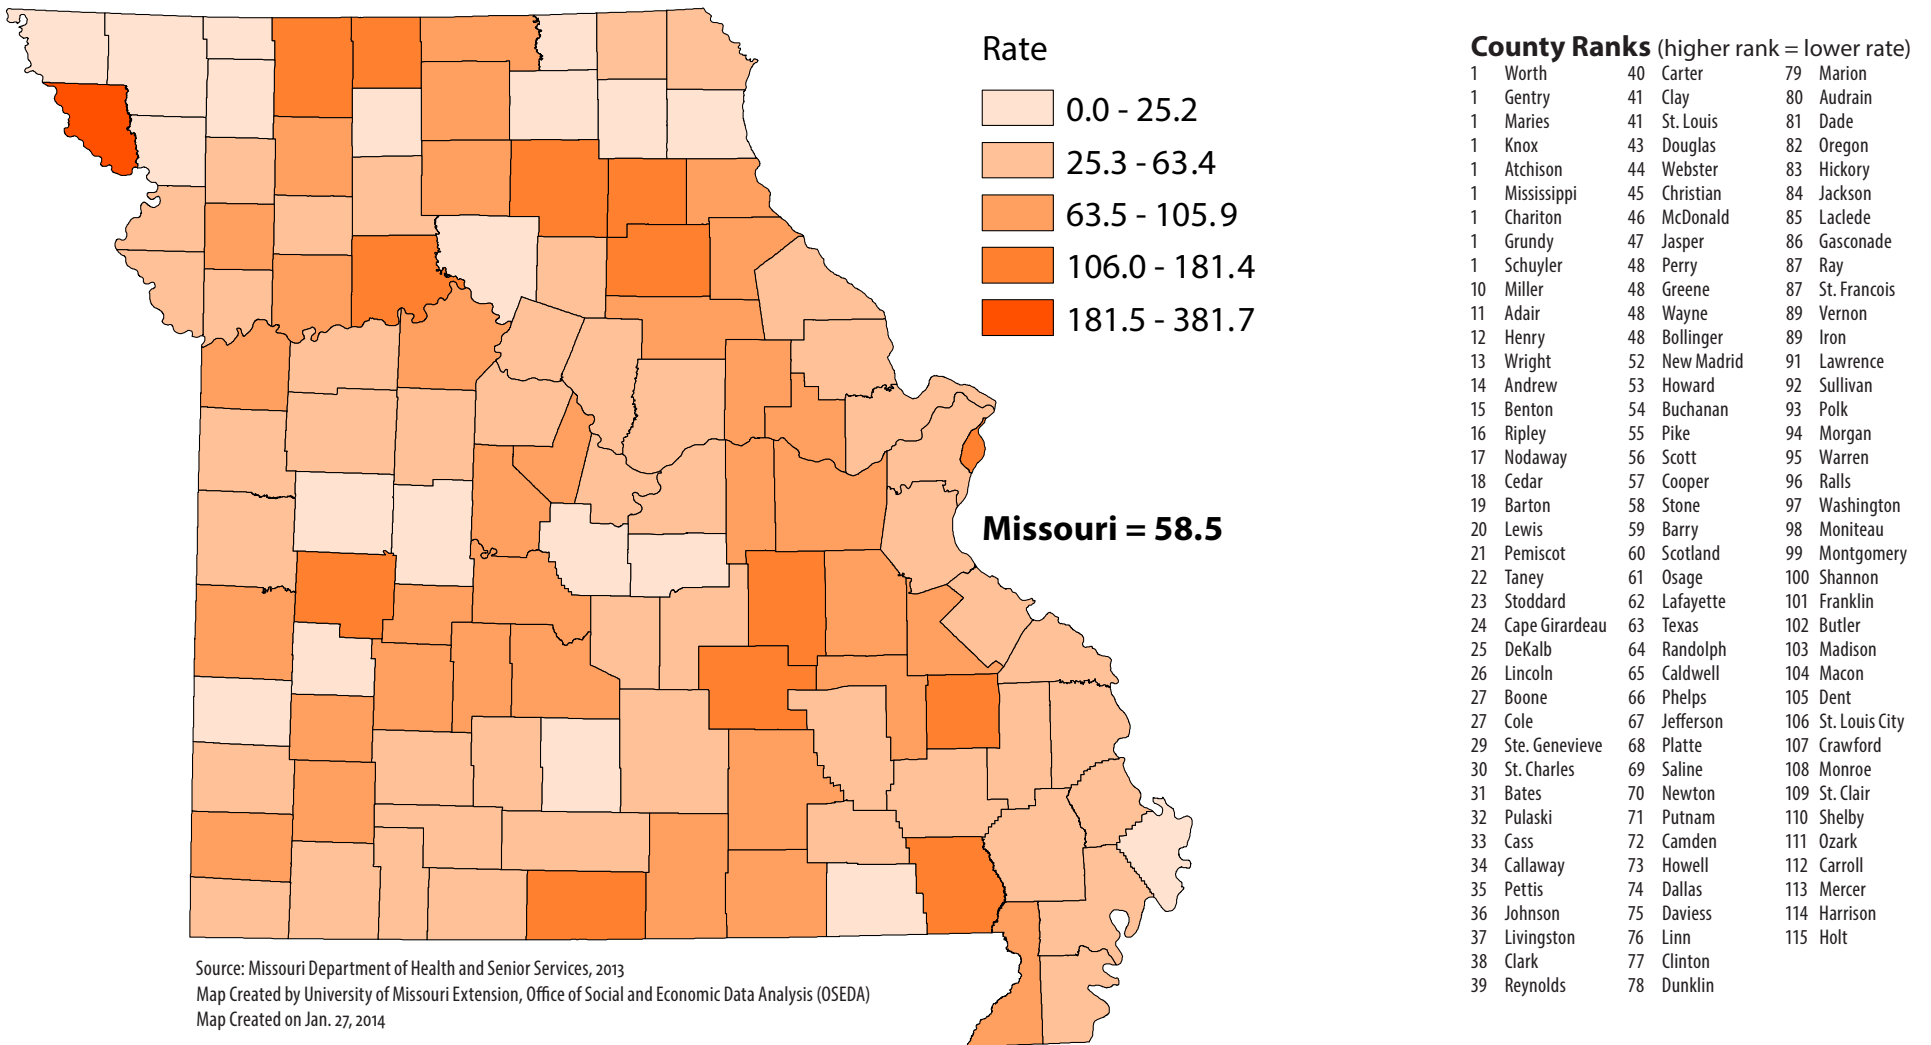 Rate
0.0 - 25.2
25.3 - 63.4
63.5 - 105.9
106.0 - 181.4
181.5 - 381.7
Missouri = 58.5
County Ranks (higher rank = lower rate)
1 Worth
1 Gentry
1 Maries
1 Knox
1 Atchison
1 Mississippi
1 Chariton
1 Grundy
1 Schuyler
10 Miller
11 Adair
12 Henry
13 Wright
14 Andrew
15 Benton
16 Ripley
17 Nodaway
18 Cedar
19 Barton
20 Lewis
21 Pemiscot
22 Taney
23 Stoddard
24 Cape Girardeau
25 DeKalb
26 Lincoln
27 Boone
27 Cole
29 Ste. Genevieve
30 St. Charles
31 Bates
32 Pulaski
33 Cass
34 Callaway
35 Pettis
36 Johnson
37 Livingston
38 Clark
39 Reynolds
40 Carter
41 Clay
41 St. Louis
43 Douglas
44 Webster
45 Christian
46 McDonald
47 Jasper
48 Perry
48 Greene
48 Wayne
48 Bollinger
52 New Madrid
53 Howard
54 Buchanan
55 Pike
56 Scott
57 Cooper
58 Stone
59 Barry
60 Scotland
61 Osage
62 Lafayette
63 Texas
64 Randolph
65 Caldwell
66 Phelps
67 Jefferson
68 Platte
69 Saline
70 Newton
71 Putnam
72 Camden
73 Howell
74 Dallas
75 Daviess
76 Linn
77 Clinton
78 Dunklin
79 Marion
80 Audrain
81 Dade
82 Oregon
83 Hickory
84 Jackson
85 Laclede
86 Gasconade
87 Ray
87 St. Francois
89 Vernon
89 Iron
91 Lawrence
92 Sullivan
93 Polk
94 Morgan
95 Warren
96 Ralls
97 Washington
98 Moniteau
99 Montgomery
100 Shannon
101 Franklin
102 Butler
103 Madison
104 Macon
105 Dent
106 St. Louis City
107 Crawford
108 Monroe
109 St. Clair
110 Shelby
111 Ozark
112 Carroll
113 Mercer
114 Harrison
115 Holt
Source: Missouri Department of Health and Senior Services, 2013
Map Created by University of Missouri Extension, Office of Social and Economic Data Analysis (OSEDA)
Map Created on Jan. 27, 2014